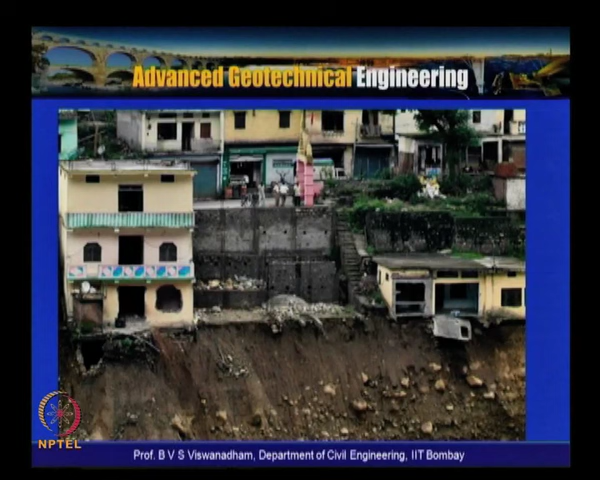 Advanced Geotechnical Engineering
NPTEL
Prof. B V S Viswanadham, Department of Civil Engineering, IIT Bombay